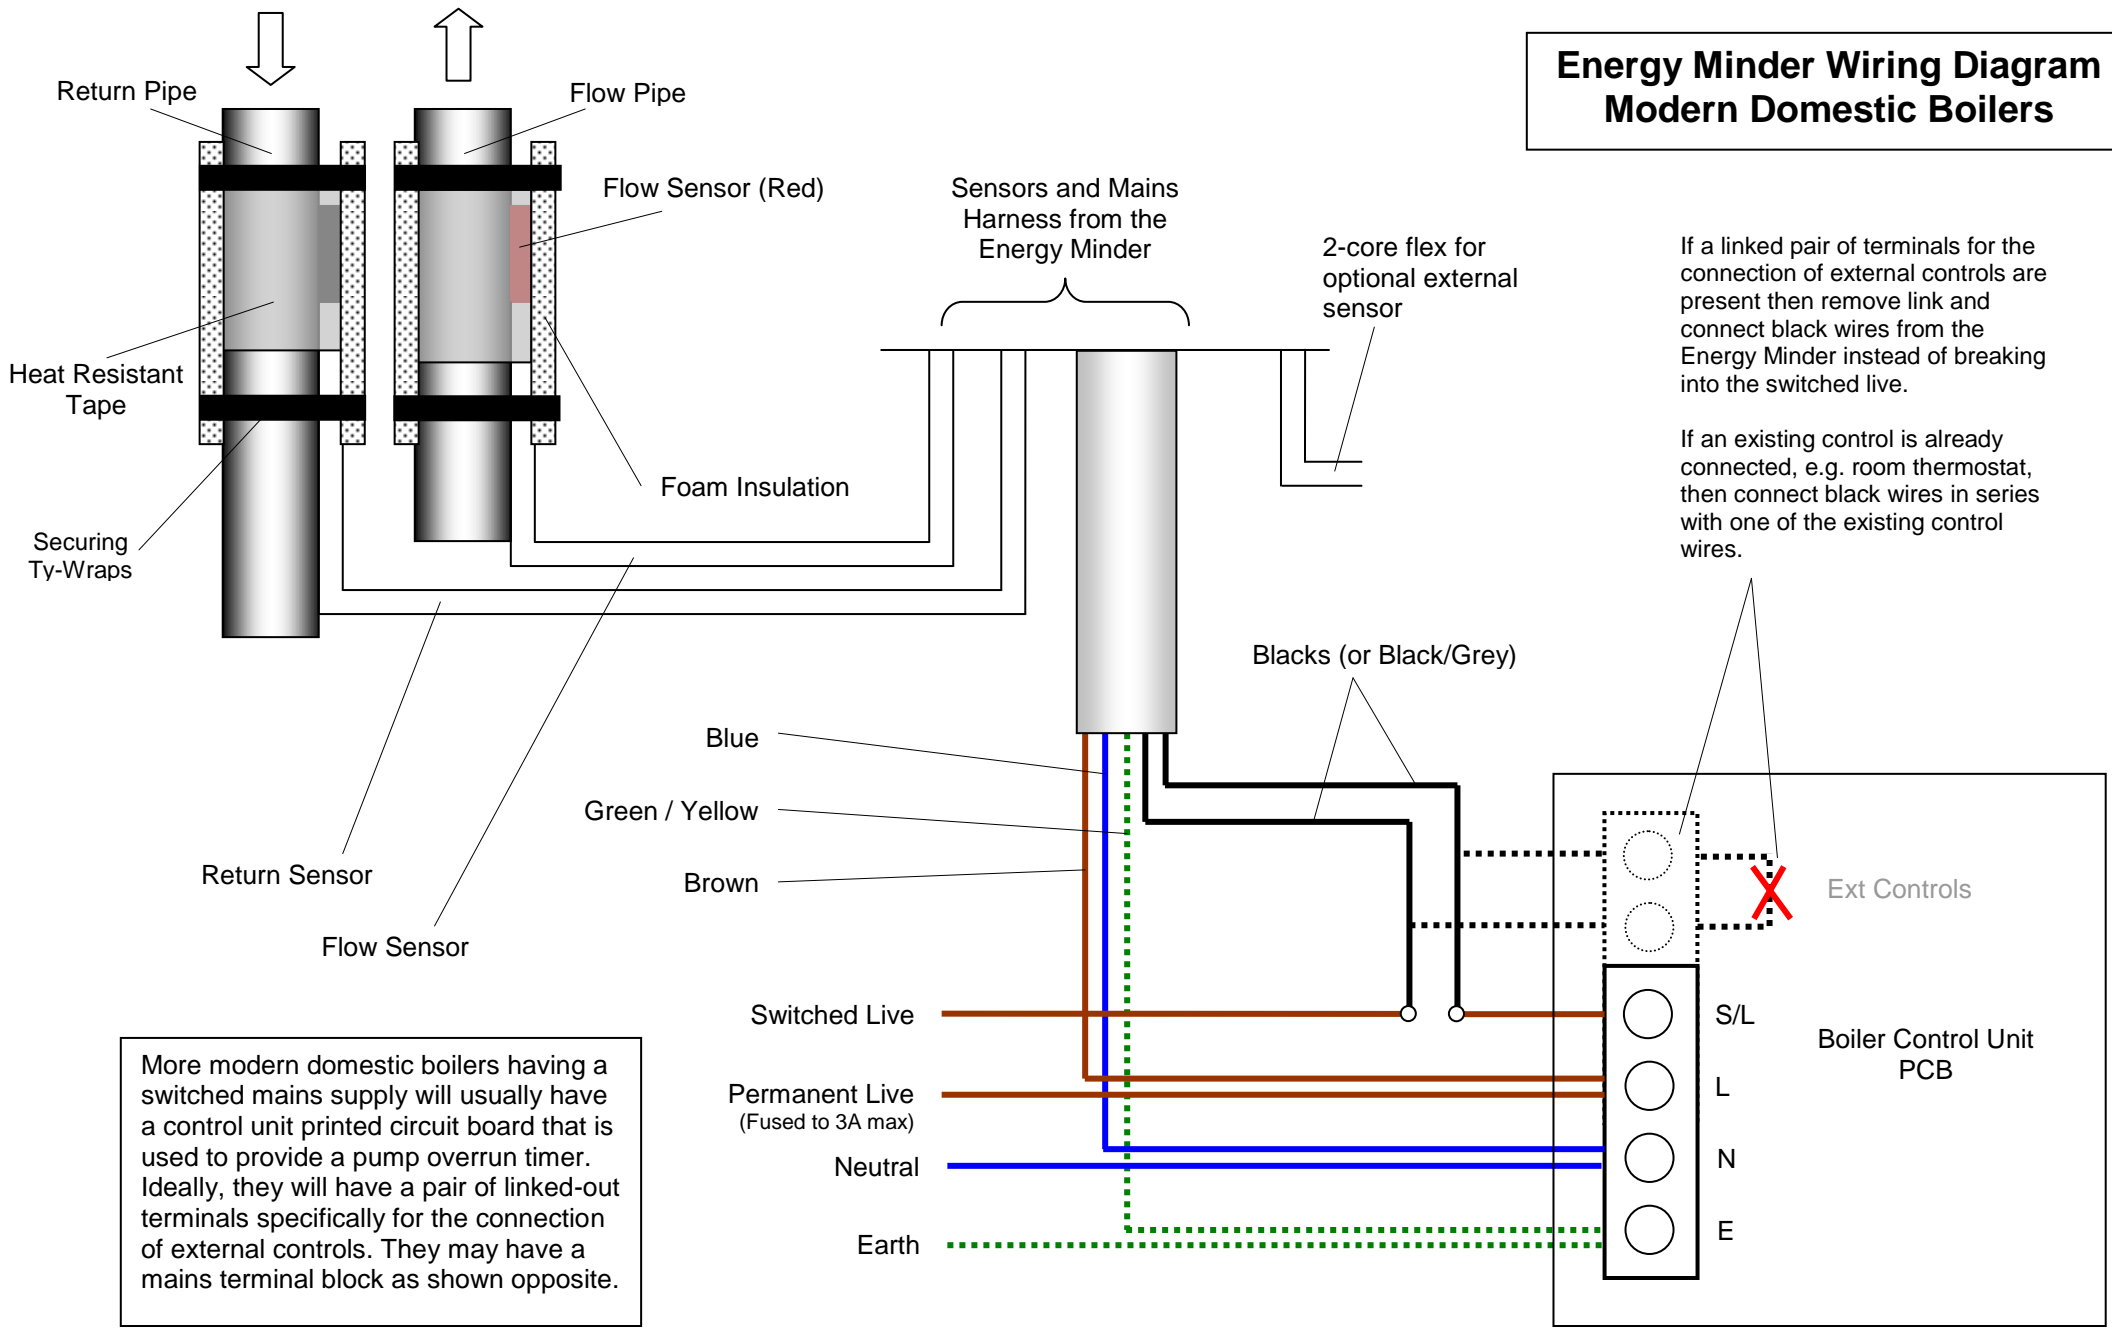 Energy Minder Wiring Diagram
Modern Domestic Boilers
Return Pipe
Flow Pipe
Flow Sensor (Red)
Sensors and Mains
Harness from the
Energy Minder
2-core flex for
optional external
sensor
If a linked pair of terminals for the
connection of external controls are
present then remove link and
connect black wires from the
Energy Minder instead of breaking
into the switched live.
If an existing control is already
connected, e.g. room thermostat,
then connect black wires in series
with one of the existing control
wires.
Heat Resistant
Tape
Foam Insulation
Securing
Ty-Wraps
Blacks (or Black/Grey)
Blue
Green / Yellow
Brown
Return Sensor
Flow Sensor
Ext Controls
Switched Live
S/L
Boiler Control Unit
PCB
Permanent Live
(Fused to 3A max)
L
Neutral
N
Earth
E
More modern domestic boilers having a
switched mains supply will usually have
a control unit printed circuit board that is
used to provide a pump overrun timer.
Ideally, they will have a pair of linked-out
terminals specifically for the connection
of external controls. They may have a
mains terminal block as shown opposite.